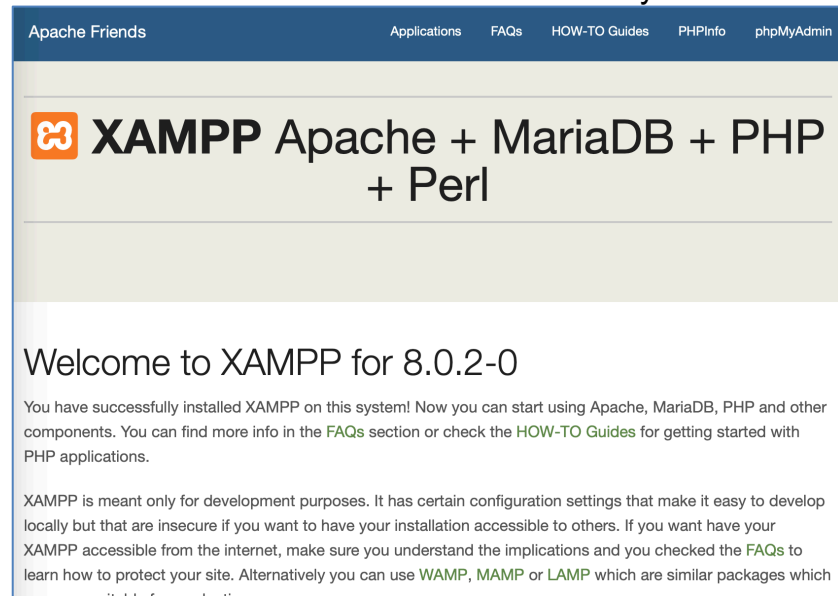 Apache Friends
Applications FAQs HOW-TO Guides PHPInfo phpMyAdmin
XAMPP Apache + MariaDB + PHP
+ Perl
Welcome to XAMPP for 8.0.2-0
You have successfully installed XAMPP on this system! Now you can start using Apache, MariaDB, PHP and other
components. You can find more info in the FAQs section or check the HOW-TO Guides for getting started with
PHP applications.
XAMPP is meant only for development purposes. It has certain configuration settings that make it easy to develop
locally but that are insecure if you want to have your installation accessible to others. If you want have your
XAMPP accessible from the internet, make sure you understand the implications and you checked the FAQs to
learn how to protect your site. Alternatively you can use WAMP, MAMP or LAMP which are similar packages which